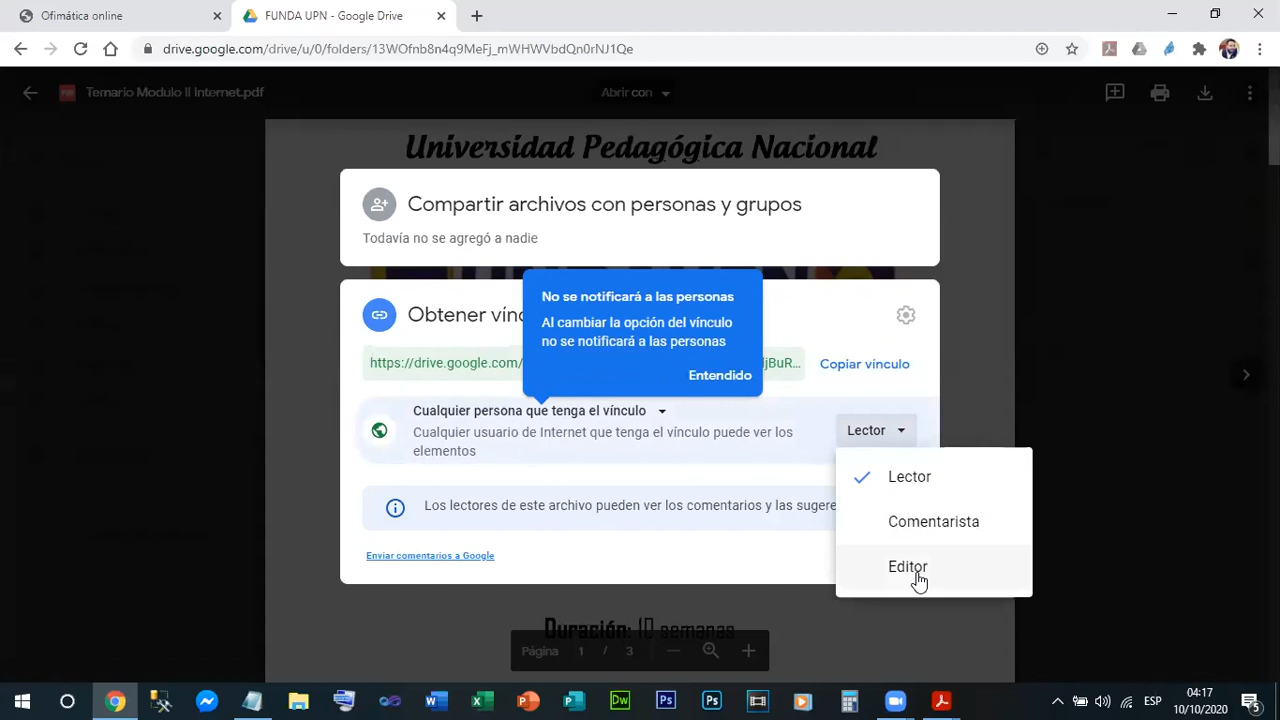 Ofimática online
FUNDA UPN - Google Drive
drive.google.com/drive/u/0/folders/13WOfnb8n4q9MeFj_mWHWVbdQn0rNJ1Qe
Temario Modulo II Internet.pdf
Abrir con
Universidad Pedagógica Nacional
Compartir archivos con personas y grupos
Todavía no se agregó a nadie
No se notificará a las personas
Al cambiar la opción del vínculo
no se notificará a las personas
Entendido
Obtener vínc
https://drive.google.com/
jBuR...
Copiar vínculo
Cualquier persona que tenga el vínculo
Cualquier usuario de Internet que tenga el vínculo puede ver los
elementos
Lector
Lector
Comentarista
Editor
Los lectores de este archivo pueden ver los comentarios y las suger
Enviar comentarios a Google
Duración: 10 semanas
Página 1 / 3
ESP
04:17
10/10/2020
5